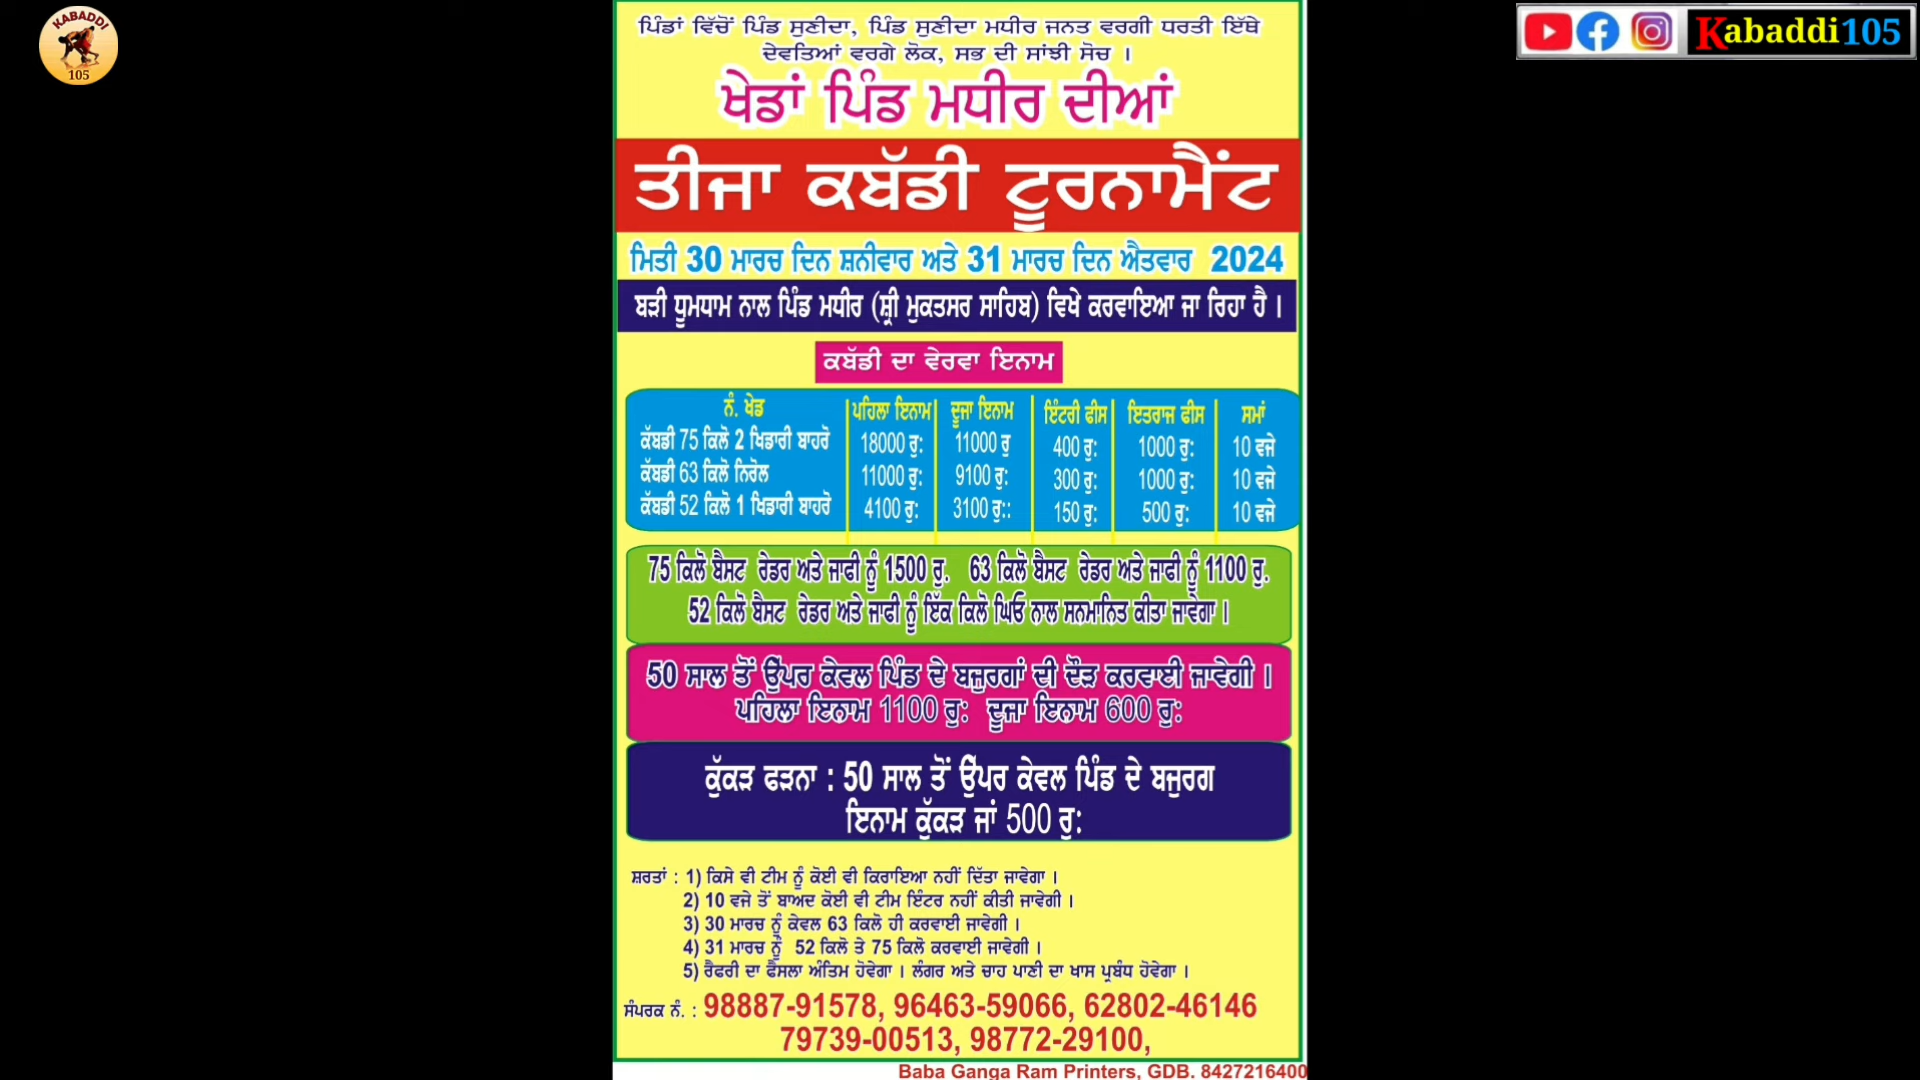 KABADDI
105
Kabaddi105
ਪਿੰਡਾਂ ਵਿੱਚੋਂ ਪਿੰਡ ਸੁਣੀਦਾ, ਪਿੰਡ ਸੁਣੀਦਾ ਮਧੀਰ ਜਨਤ ਵਰਗੀ ਧਰਤੀ ਇੱਥੇ
ਦੇਵਤਿਆਂ ਵਰਗੇ ਲੋਕ, ਸਭ ਦੀ ਸਾਂਝੀ ਸੋਚ ।
ਖੇਡਾਂ ਪਿੰਡ ਮਧੀਰ ਦੀਆਂ
ਤੀਜਾ ਕਬੱਡੀ ਟੂਰਨਾਮੈਂਟ
ਮਿਤੀ 30 ਮਾਰਚ ਦਿਨ ਸ਼ਨੀਵਾਰ ਅਤੇ 31 ਮਾਰਚ ਦਿਨ ਐਤਵਾਰ 2024
ਬੜੀ ਧੂਮਧਾਮ ਨਾਲ ਪਿੰਡ ਮਧੀਰ (ਸ਼੍ਰੀ ਮੁਕਤਸਰ ਸਾਹਿਬ) ਵਿਖੇ ਕਰਵਾਇਆ ਜਾ ਰਿਹਾ ਹੈ ।
ਕਬੱਡੀ ਦਾ ਵੇਰਵਾ ਇਨਾਮ
ਨੰ. ਖੇਡ ਪਹਿਲਾ ਇਨਾਮ ਦੂਜਾ ਇਨਾਮ ਇੰਟਰੀ ਫੀਸ ਇਤਰਾਜ ਫੀਸ ਸਮਾਂ
ਕੱਬਡੀ 75 ਕਿਲੋ 2 ਖਿਡਾਰੀ ਬਾਹਰੋ 18000 ਰੁ: 11000 ਰੁ 400 ਰੁ: 1000 ਰੁ: 10 ਵਜੇ
ਕੱਬਡੀ 63 ਕਿਲੋ ਨਿਰੋਲ 11000 ਰੁ: 9100 ਰੁ: 300 ਰੁ: 1000 ਰੁ: 10 ਵਜੇ
ਕੱਬਡੀ 52 ਕਿਲੋ 1 ਖਿਡਾਰੀ ਬਾਹਰੋ 4100 ਰੁ: 3100 ਰੁ:: 150 ਰੁ: 500 ਰੁ: 10 ਵਜੇ
75 ਕਿਲੋ ਬੈਸਟ ਰੇਡਰ ਅਤੇ ਜਾਫੀ ਨੂੰ 1500 ਰੁ. 63 ਕਿਲੋ ਬੈਸਟ ਰੇਡਰ ਅਤੇ ਜਾਫੀ ਨੂੰ 1100 ਰੁ.
52 ਕਿਲੋ ਬੈਸਟ ਰੇਡਰ ਅਤੇ ਜਾਫੀ ਨੂੰ ਇੱਕ ਕਿਲੋ ਘਿਓ ਨਾਲ ਸਨਮਾਨਿਤ ਕੀਤਾ ਜਾਵੇਗਾ ।
50 ਸਾਲ ਤੋਂ ਉੱਪਰ ਕੇਵਲ ਪਿੰਡ ਦੇ ਬਜੁਰਗਾਂ ਦੀ ਦੌੜ ਕਰਵਾਈ ਜਾਵੇਗੀ ।
ਪਹਿਲਾ ਇਨਾਮ 1100 ਰੁ: ਦੂਜਾ ਇਨਾਮ 600 ਰੁ:
ਕੁੱਕੜ ਫੜਨਾ : 50 ਸਾਲ ਤੋਂ ਉੱਪਰ ਕੇਵਲ ਪਿੰਡ ਦੇ ਬਜੁਰਗ
ਇਨਾਮ ਕੁੱਕੜ ਜਾਂ 500 ਰੁ:
ਸ਼ਰਤਾਂ : 1) ਕਿਸੇ ਵੀ ਟੀਮ ਨੂੰ ਕੋਈ ਵੀ ਕਿਰਾਇਆ ਨਹੀਂ ਦਿੱਤਾ ਜਾਵੇਗਾ ।
2) 10 ਵਜੇ ਤੋਂ ਬਾਅਦ ਕੋਈ ਵੀ ਟੀਮ ਇੰਟਰ ਨਹੀਂ ਕੀਤੀ ਜਾਵੇਗੀ ।
3) 30 ਮਾਰਚ ਨੂੰ ਕੇਵਲ 63 ਕਿਲੋ ਹੀ ਕਰਵਾਈ ਜਾਵੇਗੀ ।
4) 31 ਮਾਰਚ ਨੂੰ 52 ਕਿਲੋ ਤੇ 75 ਕਿਲੋ ਕਰਵਾਈ ਜਾਵੇਗੀ ।
5) ਰੈਫਰੀ ਦਾ ਫੈਸਲਾ ਅੰਤਿਮ ਹੋਵੇਗਾ । ਲੰਗਰ ਅਤੇ ਚਾਹ ਪਾਣੀ ਦਾ ਖਾਸ ਪ੍ਰਬੰਧ ਹੋਵੇਗਾ ।
ਸੰਪਰਕ ਨੰ. : 98887-91578, 96463-59066, 62802-46146
79739-00513, 98772-29100,
Baba Ganga Ram Printers, GDB. 8427216400